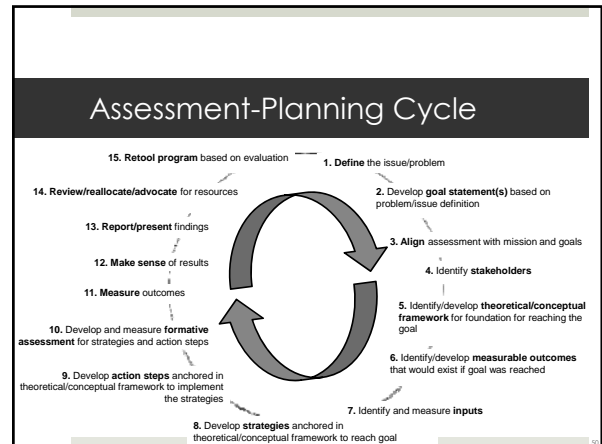 Assessment-Planning Cycle
1. Define the issue/problem
2. Develop goal statement(s) based on
problem/issue definition
3. Align assessment with mission and goals
4. Identify stakeholders
5. Identify/develop theoretical/conceptual
framework for foundation for reaching the
goal
6. Identify/develop measurable outcomes
that would exist if goal was reached
7. Identify and measure inputs
8. Develop strategies anchored in
theoretical/conceptual framework to reach goal
9. Develop action steps anchored in
theoretical/conceptual framework to implement
the strategies
10. Develop and measure formative
assessment for strategies and action steps
11. Measure outcomes
12. Make sense of results
13. Report/present findings
14. Review/reallocate/advocate for resources
15. Retool program based on evaluation